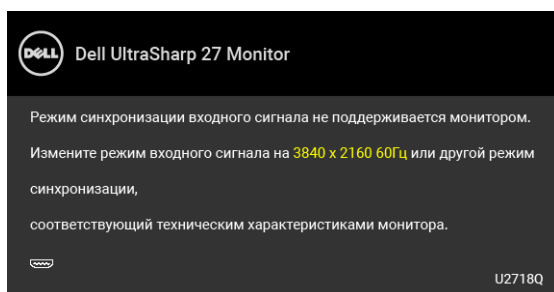 DELL Dell UltraSharp 27 Monitor
Режим синхронизации входного сигнала не поддерживается монитором.
Измените режим входного сигнала на 3840 x 2160 60Гц или другой режим
синхронизации,
соответствующий техническим характеристиками монитора.
U2718Q